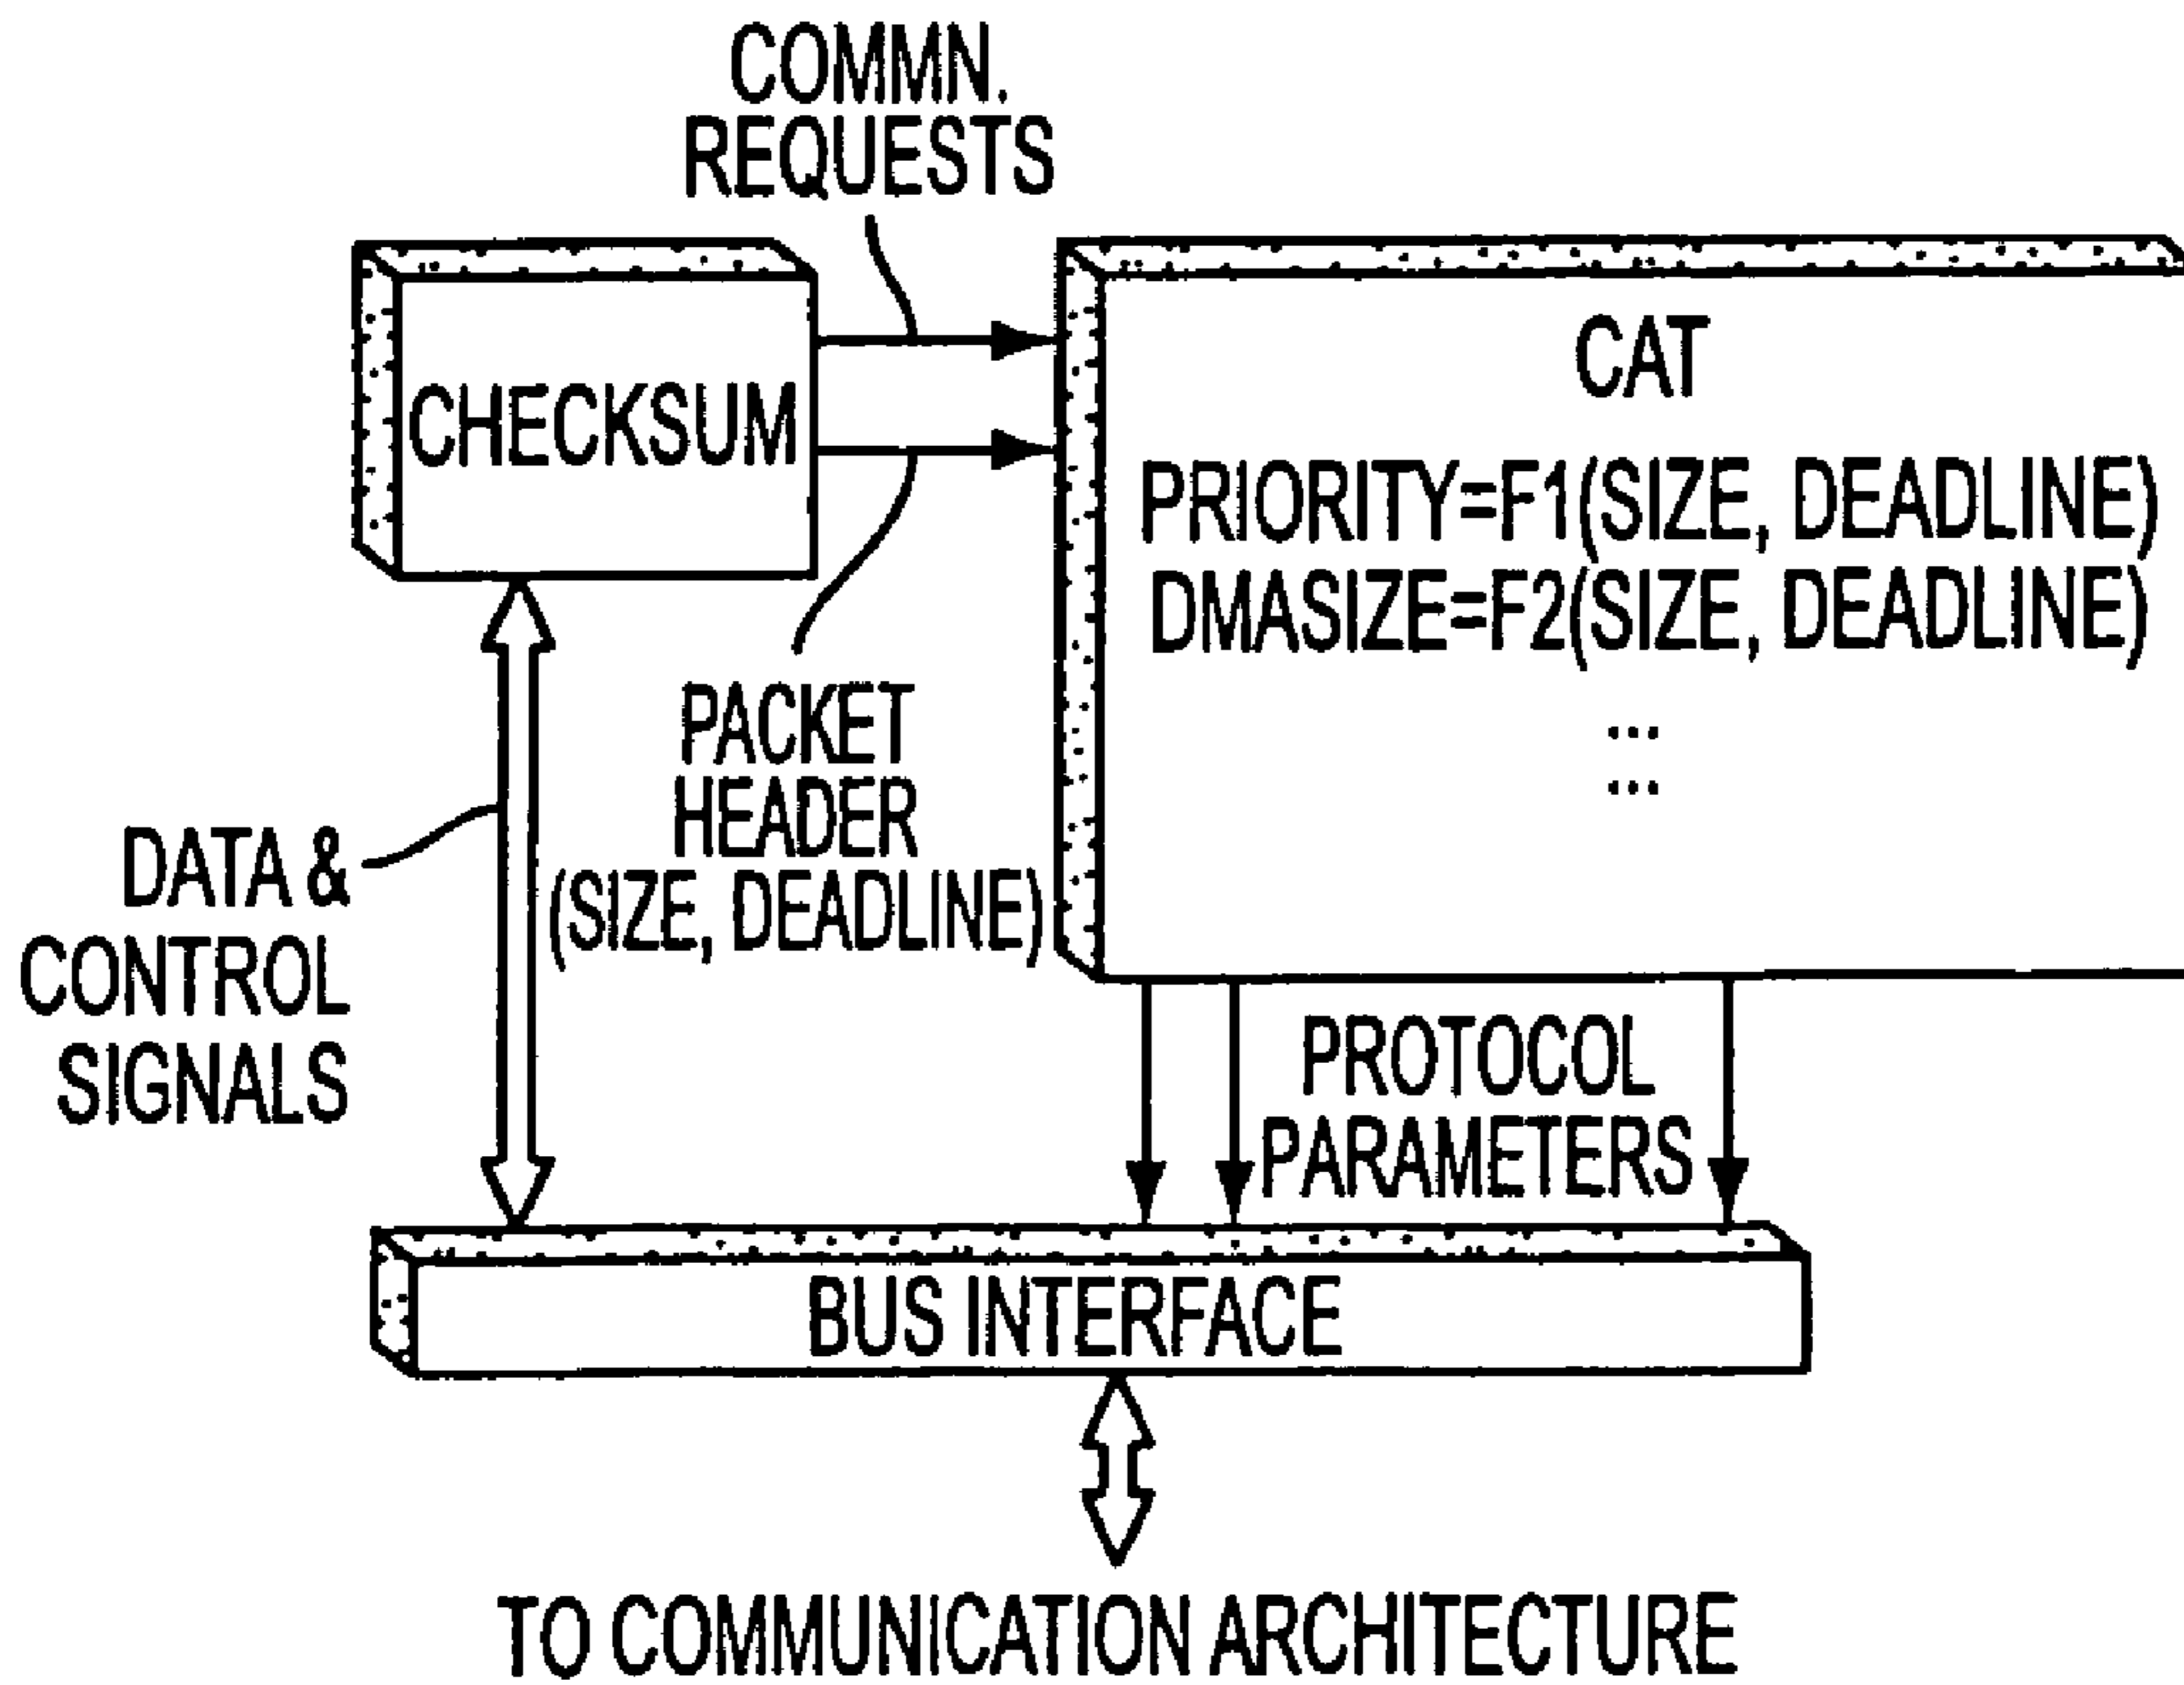 COMMN.
REQUESTS
CHECKSUM
CAT
PRIORITY=F1(SIZE, DEADLINE)
DMASIZE=F2(SIZE, DEADLINE)
...
...
PACKET
HEADER
(SIZE, DEADLINE)
DATA &
CONTROL
SIGNALS
PROTOCOL
PARAMETERS
BUS INTERFACE
TO COMMUNICATION ARCHITECTURE